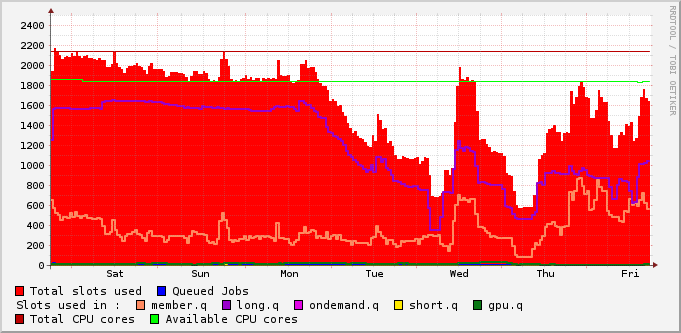 2400
2200
2000
1800
1600
1400
1200
1000
800
600
400
200
0
Sat Sun Mon Tue Wed Thu Fri
RRDTOOL / TOBI OETIKER
Total slots used Queued Jobs
Slots used in : member.q long.q ondemand.q short.q gpu.q
Total CPU cores Available CPU cores